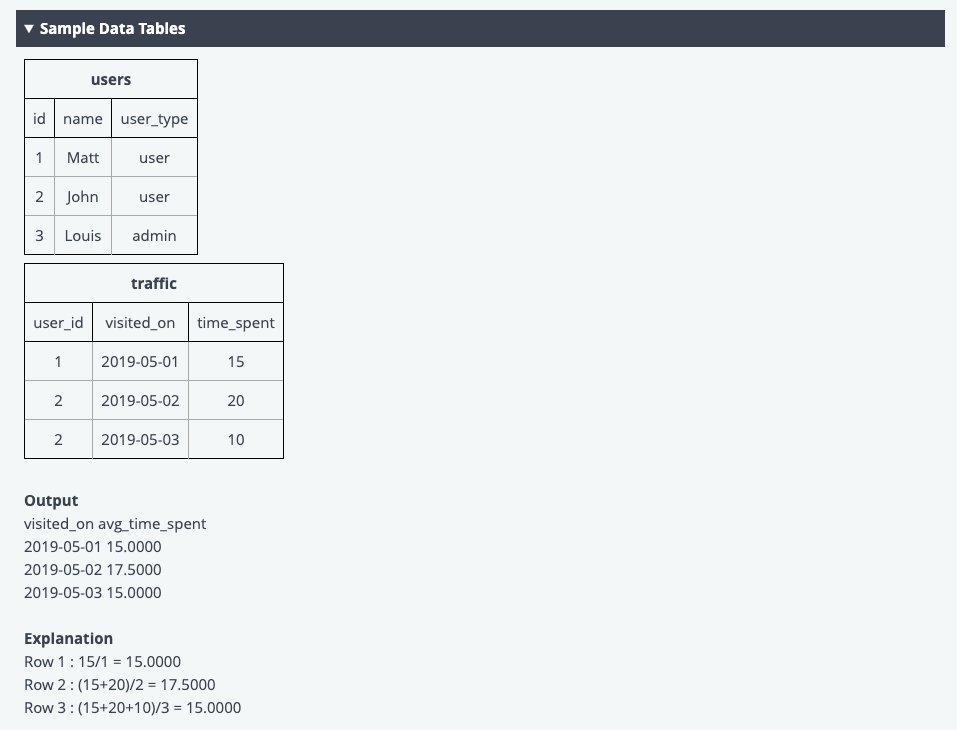 ▼ Sample Data Tables
users
id name user_type
1 Matt user
2 John user
3 Louis admin
traffic
user_id visited_on time_spent
1 2019-05-01 15
2 2019-05-02 20
2 2019-05-03 10
Output
visited_on avg_time_spent
2019-05-01 15.0000
2019-05-02 17.5000
2019-05-03 15.0000
Explanation
Row 1 : 15/1 = 15.0000
Row 2 : (15+20)/2 = 17.5000
Row 3 : (15+20+10)/3 = 15.0000